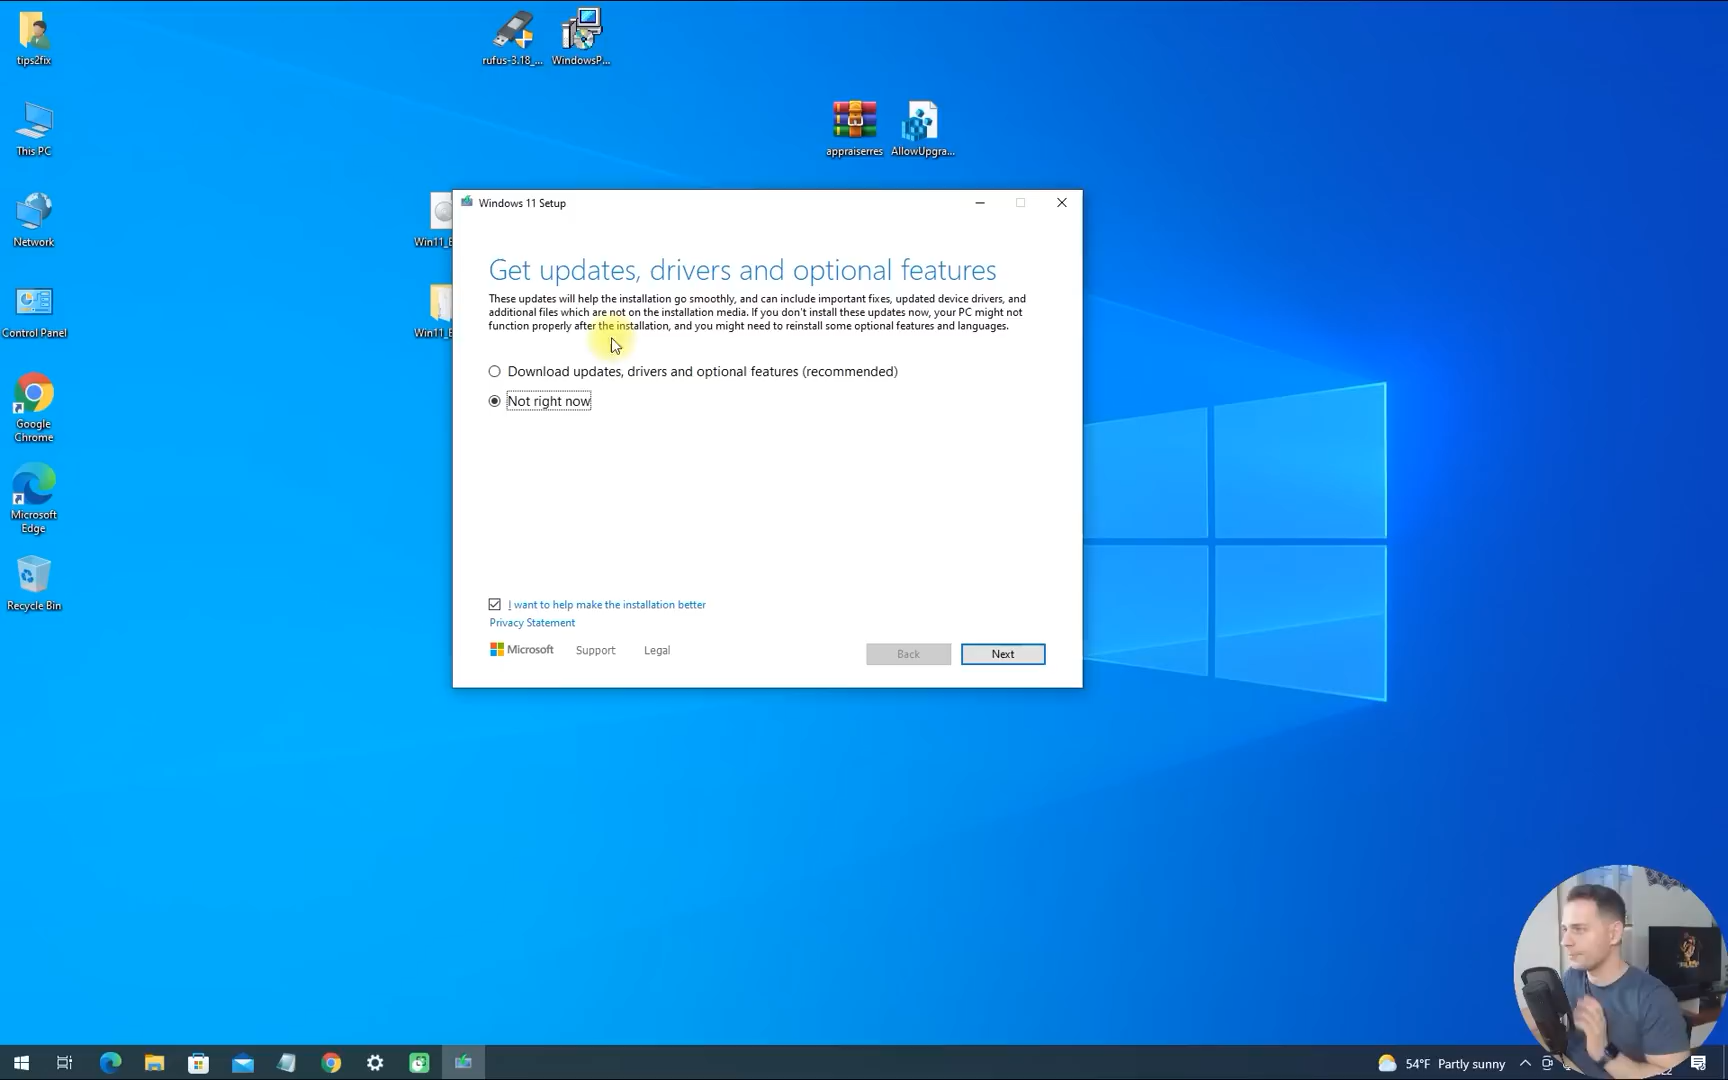 tips2fix
rufus-3.18_...
WindowsP...
This PC
appraiserres
AllowUpgra...
Network
Win11_E
Control Panel
Win11_E
Google
Chrome
Microsoft
Edge
Recycle Bin
Windows 11 Setup
Get updates, drivers and optional features
These updates will help the installation go smoothly, and can include important fixes, updated device drivers, and
additional files which are not on the installation media. If you don't install these updates now, your PC might not
function properly after the installation, and you might need to reinstall some optional features and languages.
Download updates, drivers and optional features (recommended)
Not right now
I want to help make the installation better
Privacy Statement
Microsoft
Support
Legal
Back
Next
54°F Partly sunny